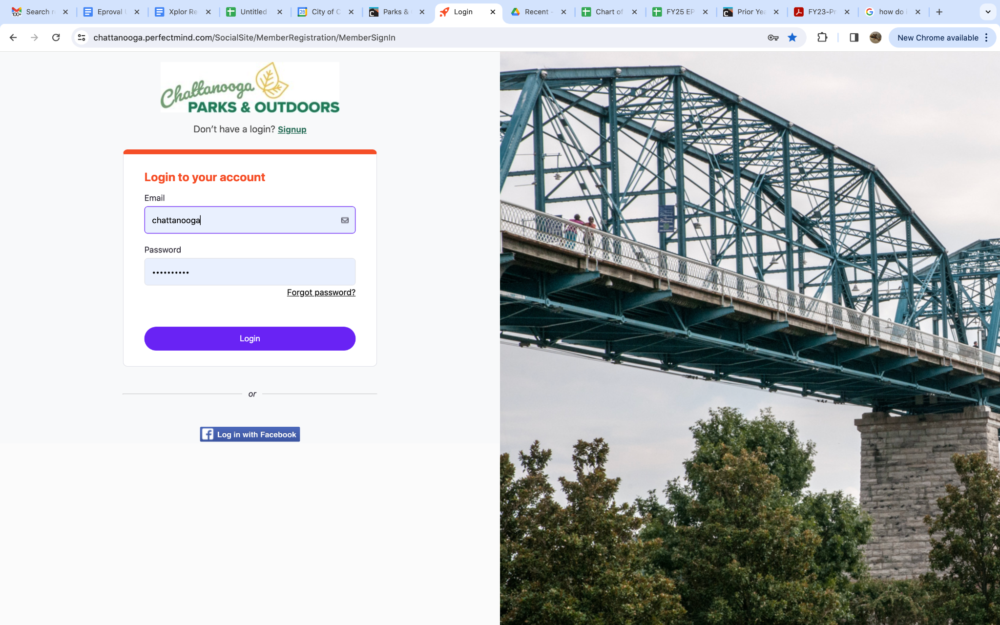 Search r
Eproval
Xplor Re
Untitled
City of C
Parks &
Login
Recent -
Chart of
FY25 EP
Prior Yea
FY23-Pr
how do i
chattanooga.perfectmind.com/SocialSite/MemberRegistration/MemberSignIn
New Chrome available
Chattanooga
PARKS & OUTDOORS
Don't have a login? Signup
Login to your account
Email
chattanooga
Password
••••••••••
Forgot password?
Login
or
Log in with Facebook